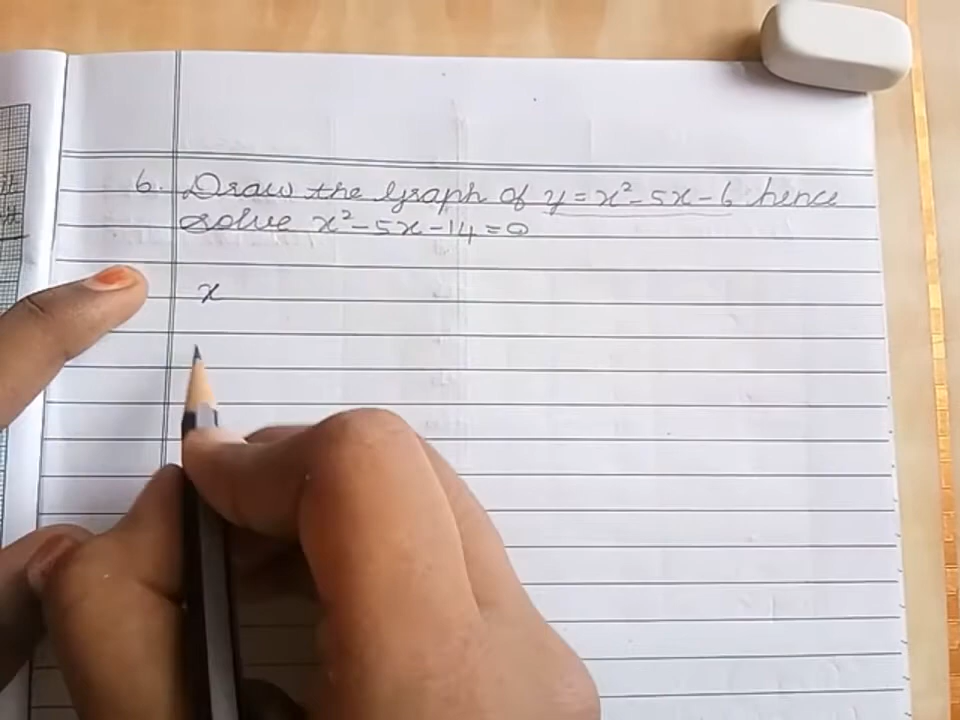 6. Draw the graph of y = x² - 5x - 6 hence
solve x² - 5x - 14 = 0
x